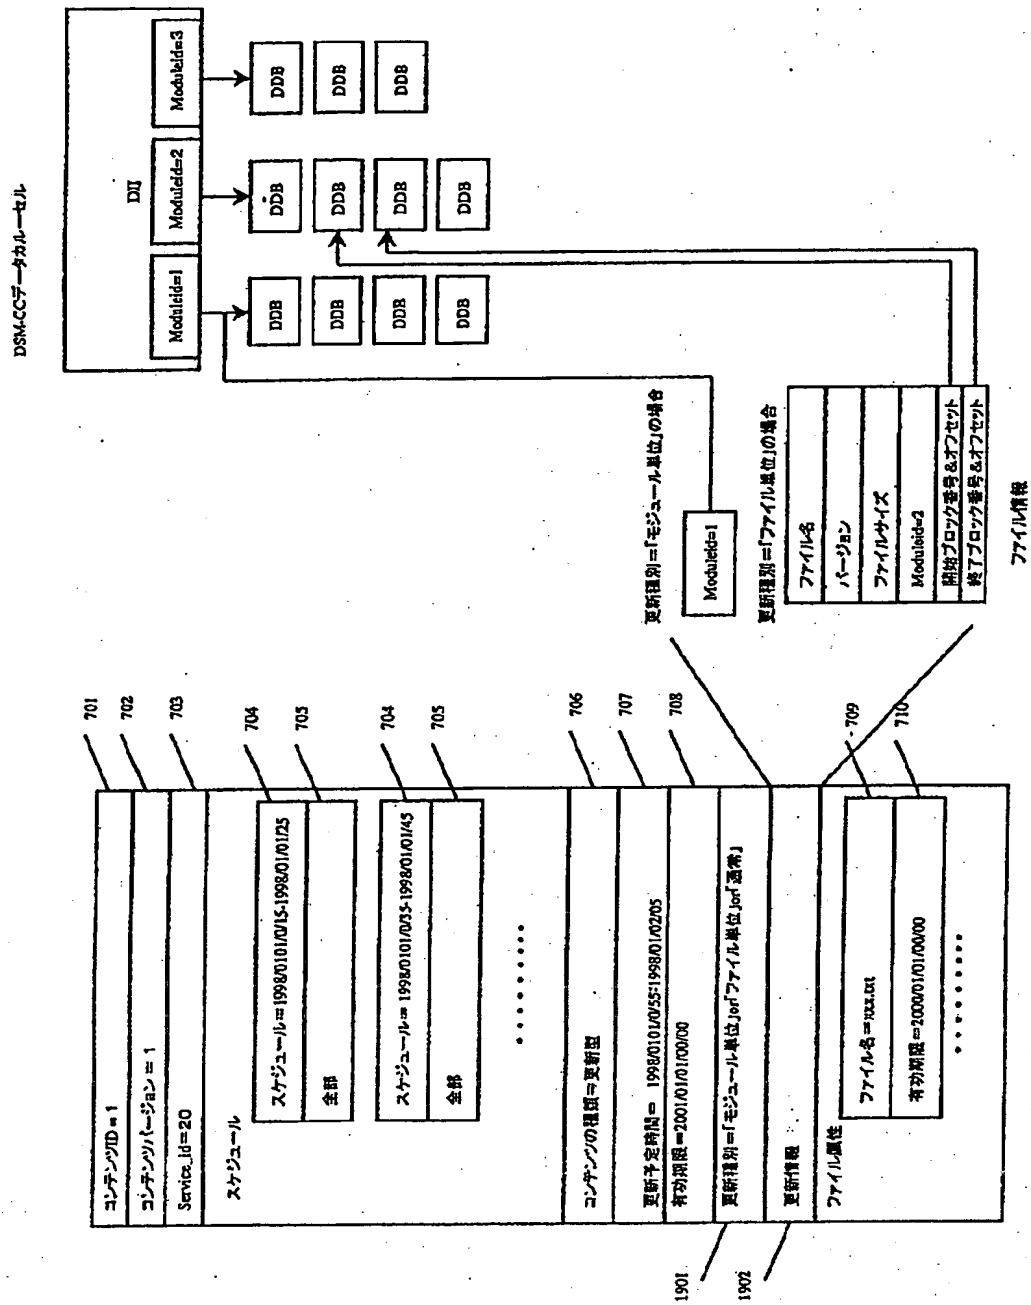 コンテンツID = 1
コンテンツバージョン = 1
Service_id=20
スケジュール
スケジュール=1998/0101/0/15-1998/01/01/25
全部
スケジュール= 1998/0101/0/35-1998/01/01/45
全部
・・・・・・・・・
コンテンツの種類=更新型
更新予定時間= 1998/0101/0/55:1998/01/02/05
有功期限=2001/01/01/00/00
更新種別=「モジュール単位」or「ファイル単位」or「通常」
更新情報
ファイル属性
ファイル名=xxx.txt
有功期限=2000/01/01/00/00
・・・・・・・・・
701
702
703
704
705
704
705
706
707
708
709
710
1901
1902
DSM-CCデータカルーセル
DII
ModuleId=1
ModuleId=2
ModuleId=3
DDB
DDB
DDB
DDB
DDB
DDB
DDB
DDB
DDB
DDB
DDB
更新種別=「モジュール単位」の場合
ModuleId=1
更新種別=「ファイル単位」の場合
ファイル名
バージョン
ファイルサイズ
ModuleId=2
開始ブロック番号&オフセット
終了ブロック番号&オフセット
ファイル情報